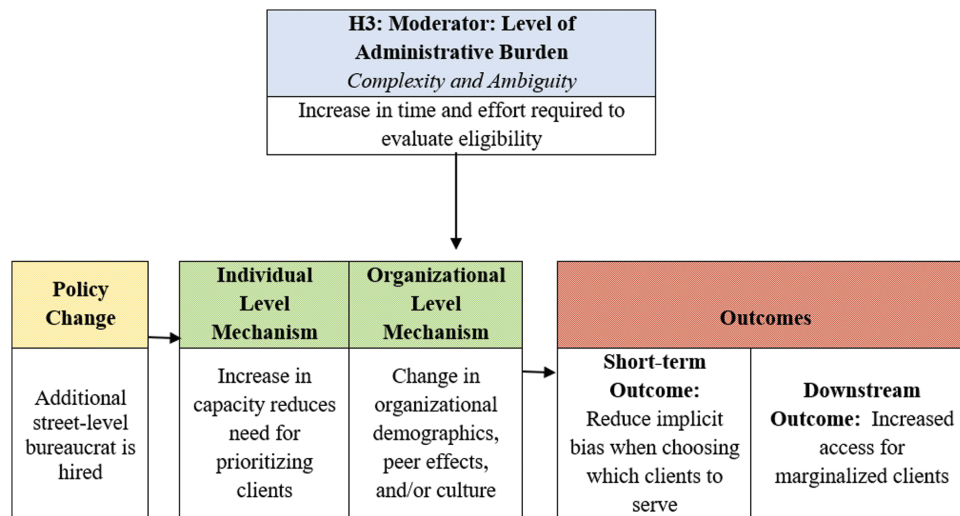 H3: Moderator: Level of
Administrative Burden
Complexity and Ambiguity
Increase in time and effort required to
evaluate eligibility
Policy
Change
Additional
street-level
bureaucrat is
hired
Individual
Level
Mechanism
Increase in
capacity reduces
need for
prioritizing
clients
Organizational
Level
Mechanism
Change in
organizational
demographics,
peer effects,
and/or culture
Outcomes
Short-term
Outcome:
Reduce implicit
bias when choosing
which clients to
serve
Downstream
Outcome: Increased
access for
marginalized clients